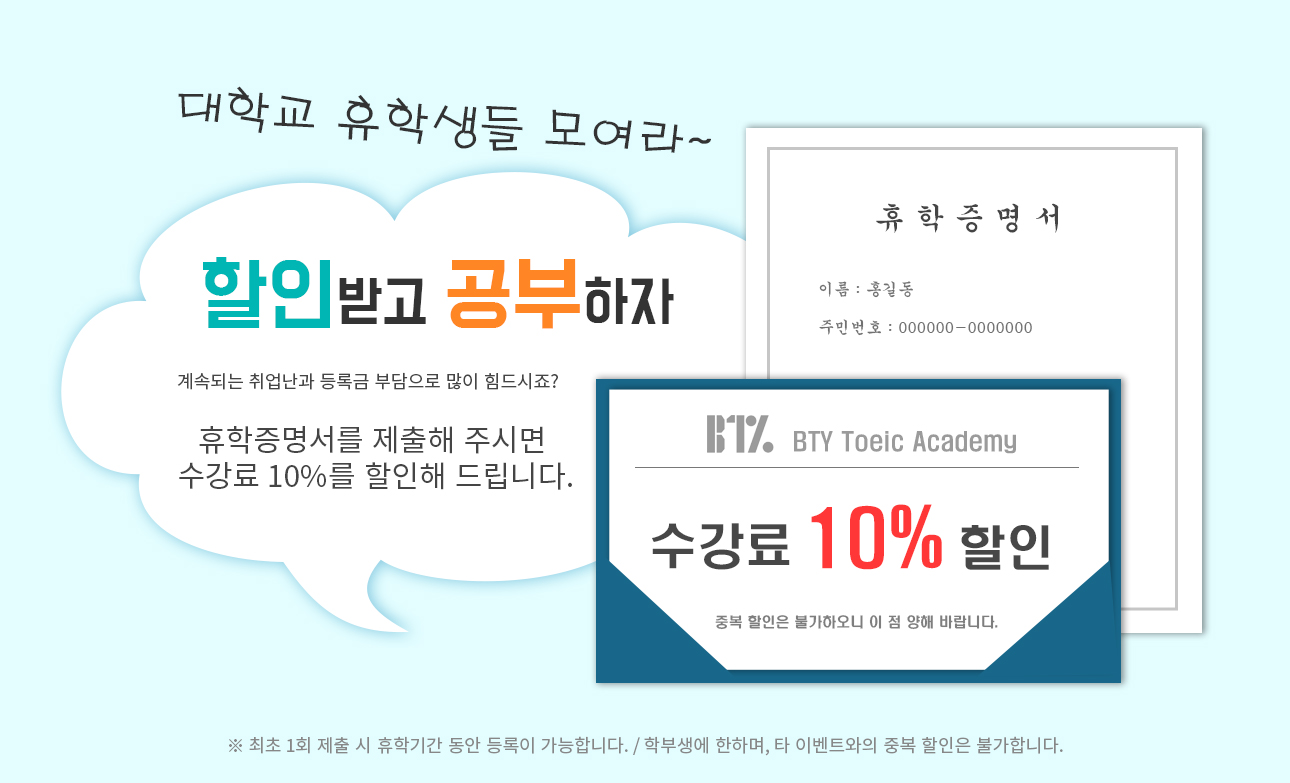 대학교 휴학생들 모여라~
할인받고 공부하자
계속되는 취업난과 등록금 부담으로 많이 힘드시죠?
휴학증명서를 제출해 주시면
수강료 10%를 할인해 드립니다.
휴학증명서
이름 : 홍길동
주민번호 : 000000-0000000
BTY BTY Toeic Academy
수강료 10% 할인
중복 할인은 불가하오니 이 점 양해 바랍니다.
※ 최초 1회 제출 시 휴학기간 동안 등록이 가능합니다. / 학부생에 한하며, 타 이벤트와의 중복 할인은 불가합니다.